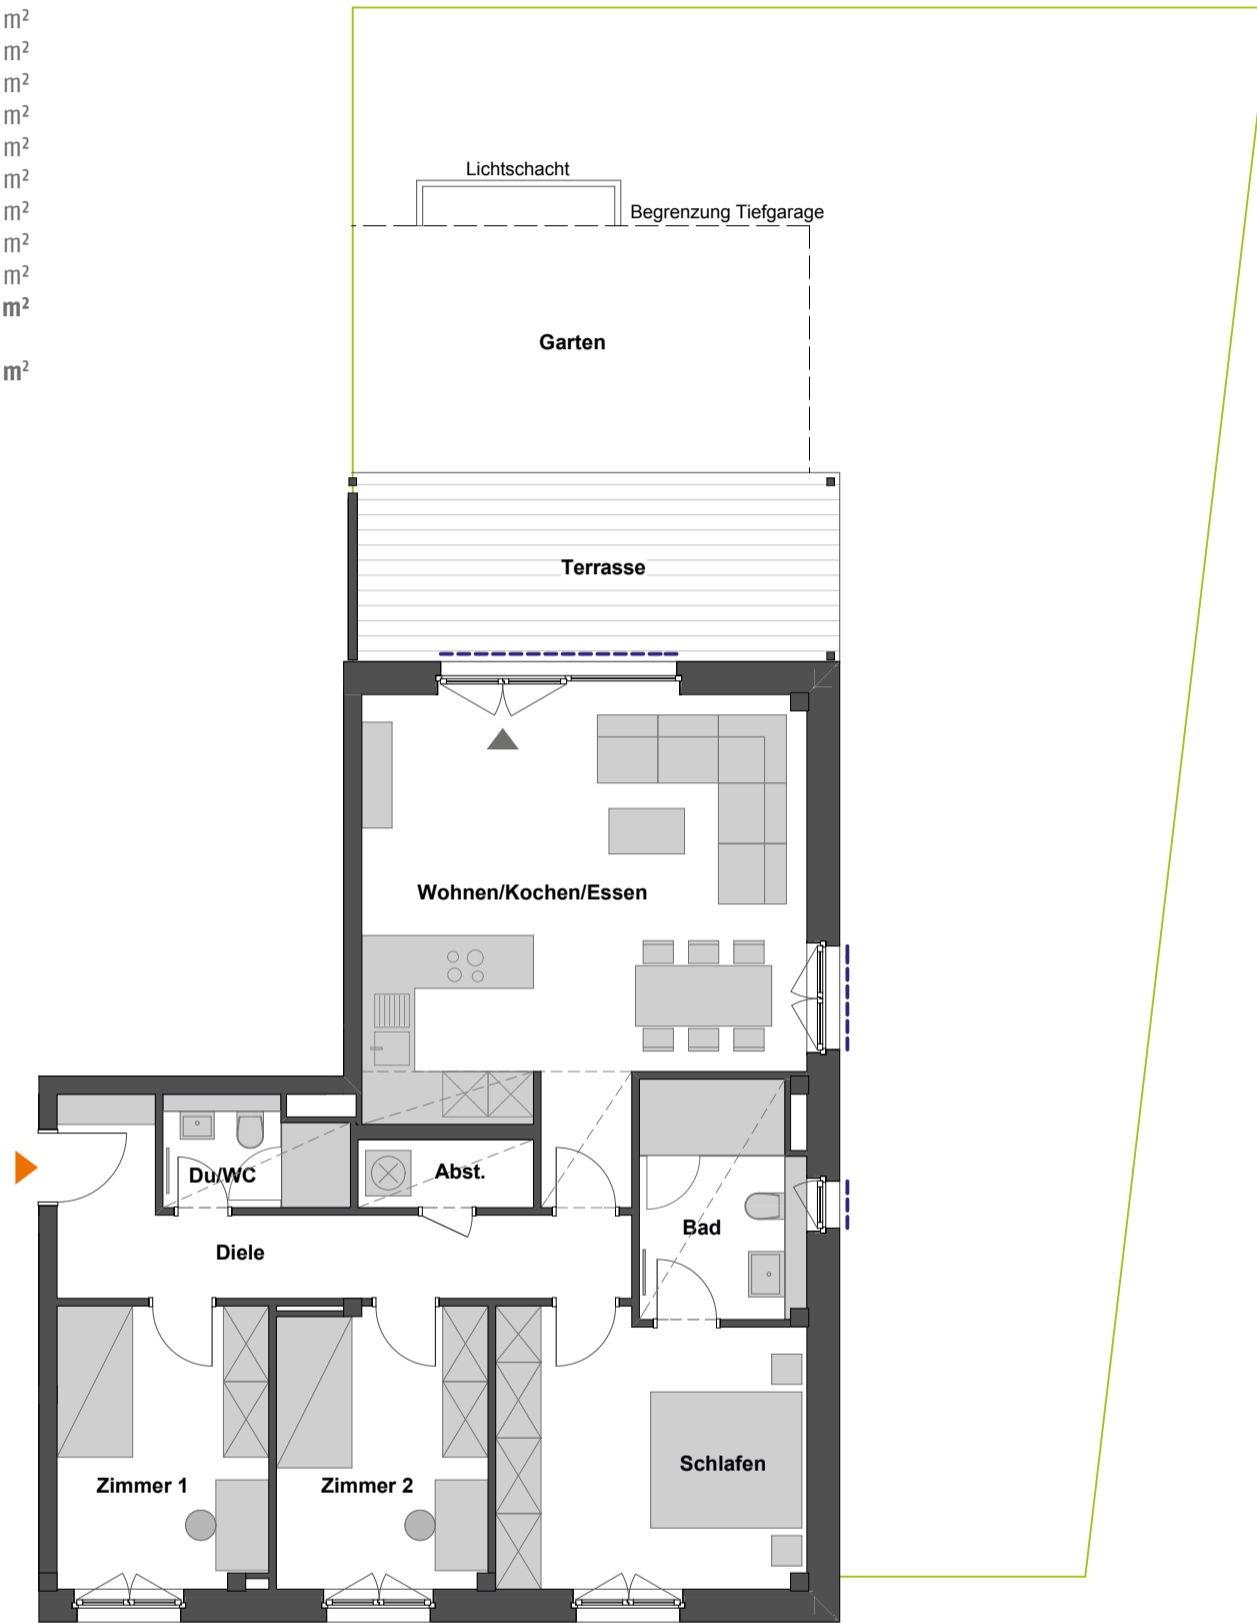 m²
m²
m²
m²
m²
m²
m²
m²
m²
m²
m²
Lichtschacht
Begrenzung Tiefgarage
Garten
Terrasse
Wohnen/Kochen/Essen
Du/WC
Abst.
Bad
Diele
Schlafen
Zimmer 1
Zimmer 2